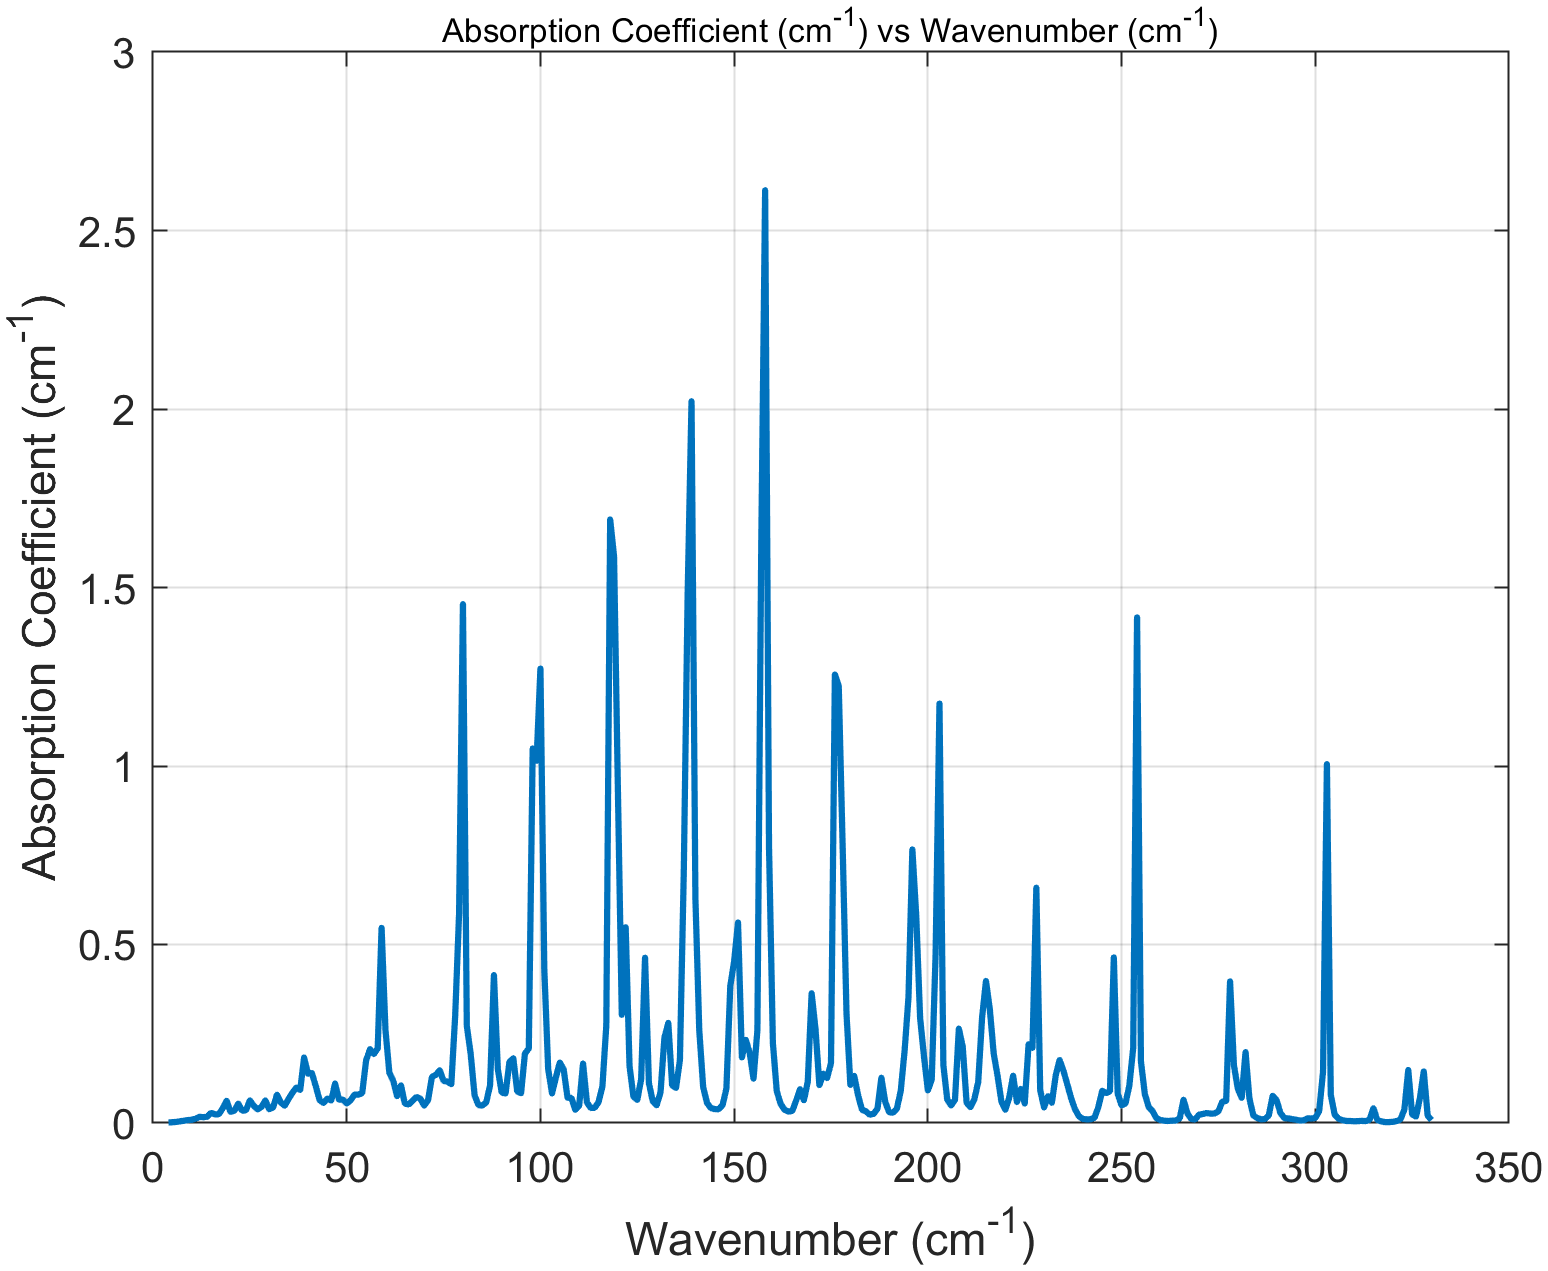 Absorption Coefficient (cm⁻¹) vs Wavenumber (cm⁻¹)
3
2.5
2
1.5
1
0.5
0
Absorption Coefficient (cm⁻¹)
0 50 100 150 200 250 300 350
Wavenumber (cm⁻¹)